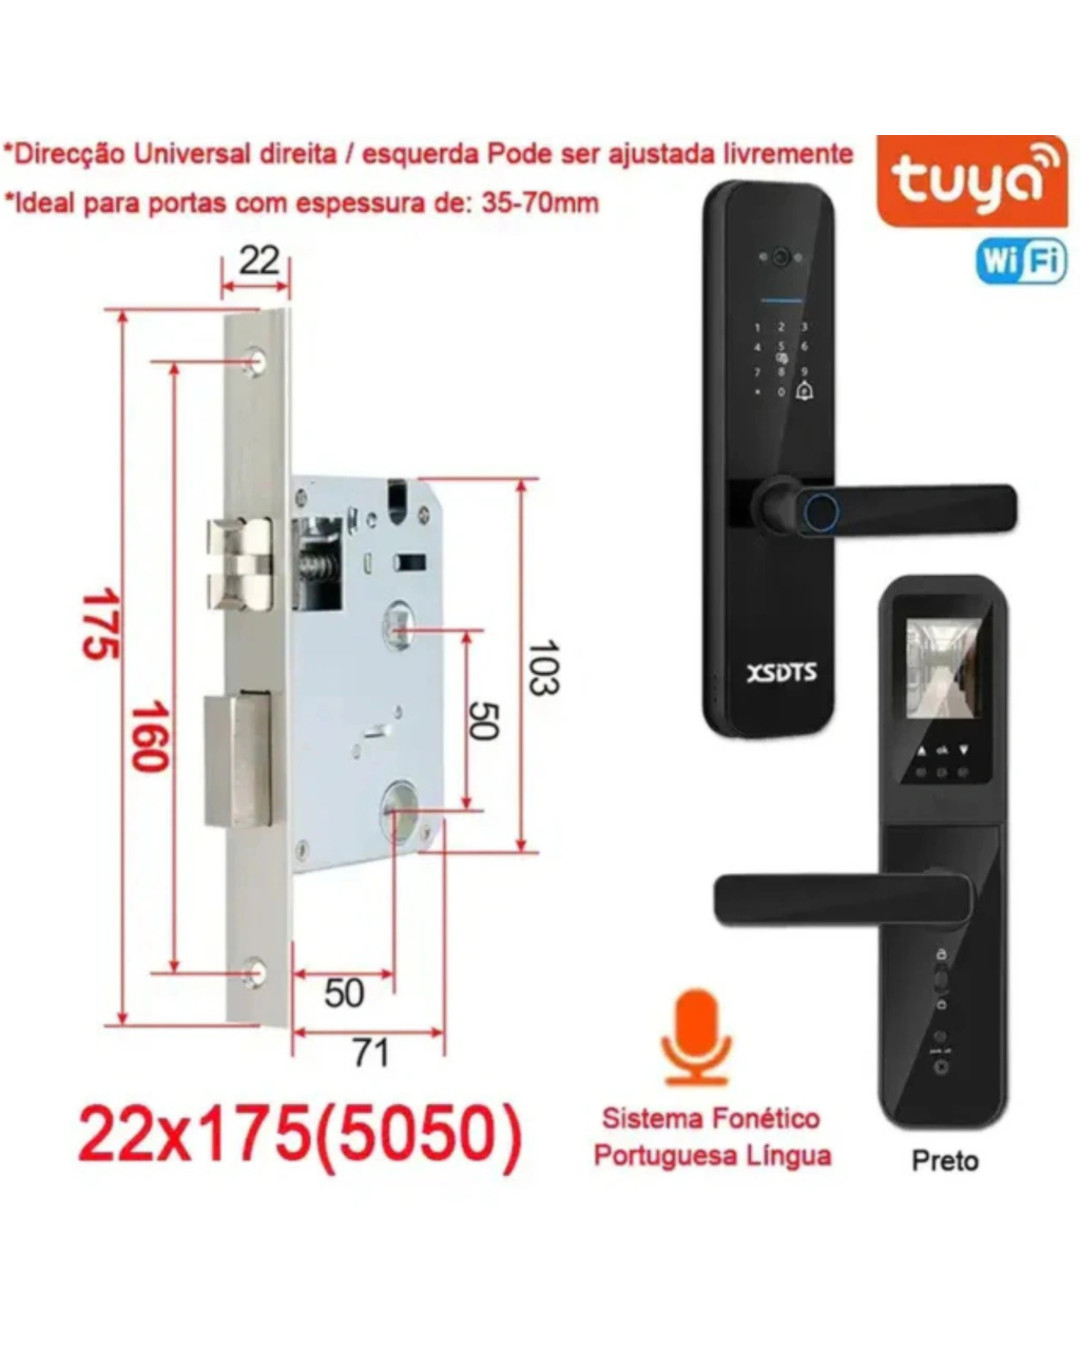 *Direcção Universal direita / esquerda Pode ser ajustada livremente
*Ideal para portas com espessura de: 35-70mm
tuya
Wi Fi
22
175
160
103
50
50
71
22x175(5050)
1 2 3
4 5 6
7 8 9
* 0
XSDTS
ok
Sistema Fonético
Portuguesa Língua
Preto